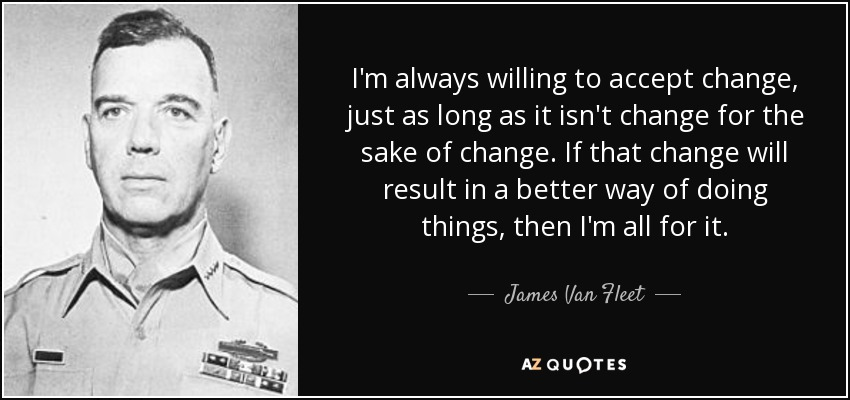 I'm always willing to accept change,
just as long as it isn't change for the
sake of change. If that change will
result in a better way of doing
things, then I'm all for it.
James Van Fleet
AZ QUOTES